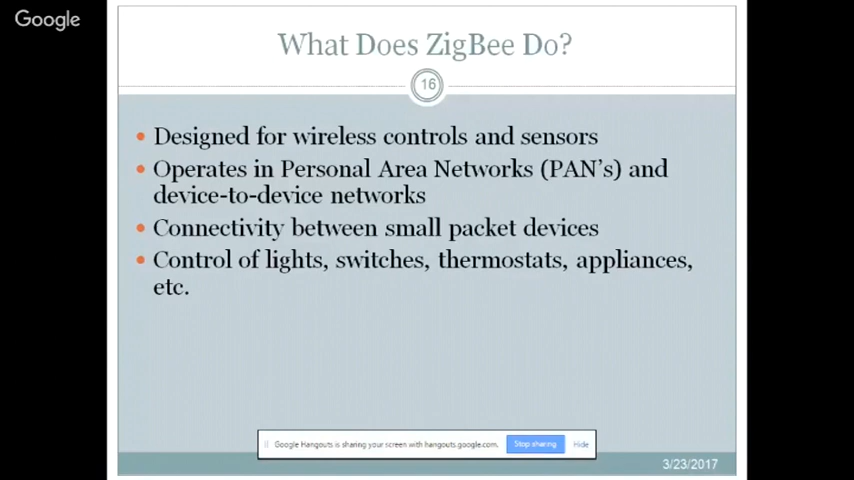 Google
What Does ZigBee Do?
16
• Designed for wireless controls and sensors
• Operates in Personal Area Networks (PAN's) and
device-to-device networks
• Connectivity between small packet devices
• Control of lights, switches, thermostats, appliances,
etc.
Google Hangouts is sharing your screen with hangouts.google.com. Stop sharing Hide
3/23/2017